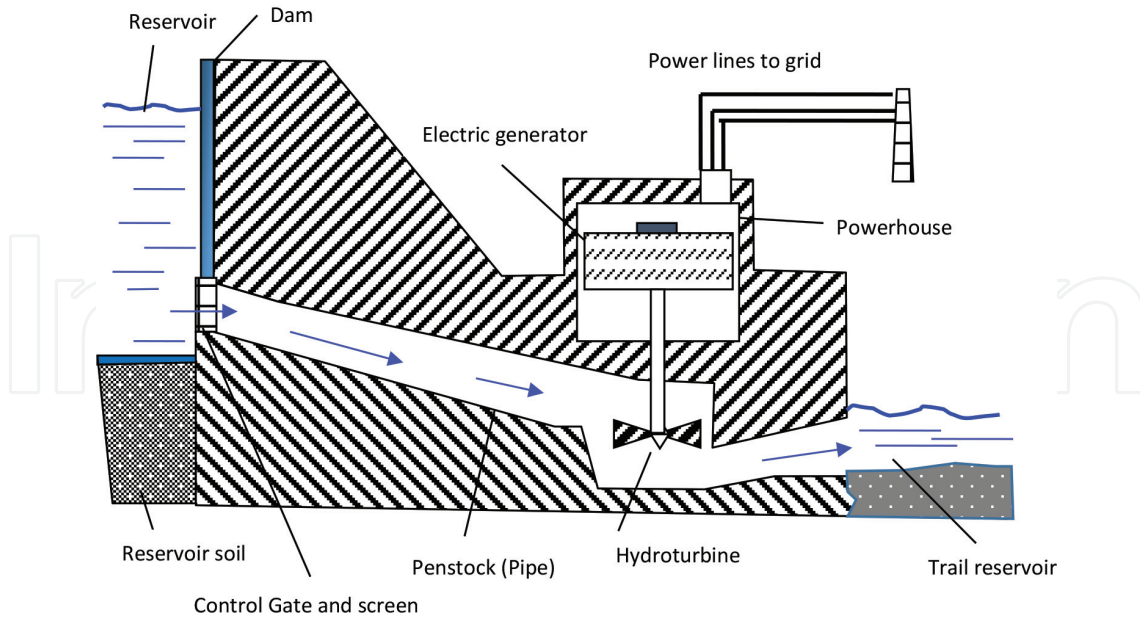 Reservoir
Dam
Power lines to grid
Electric generator
Powerhouse
Reservoir soil
Penstock (Pipe)
Hydroturbine
Trail reservoir
Control Gate and screen